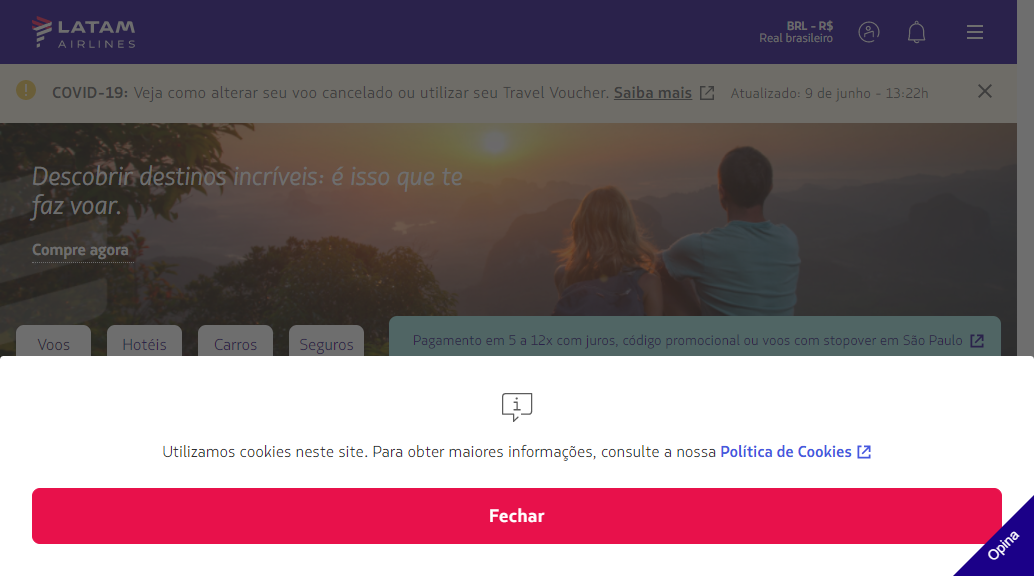 LATAM
AIRLINES
BRL - R$
Real brasileiro
COVID-19: Veja como alterar seu voo cancelado ou utilizar seu Travel Voucher. Saiba mais Atualizado: 9 de junho - 13:22h
Descobrir destinos incríveis: é isso que te
faz voar.
Compre agora
Voos
Hotéis
Carros
Seguros
Pagamento em 5 a 12x com juros, código promocional ou voos com stopover em São Paulo
Utilizamos cookies neste site. Para obter maiores informações, consulte a nossa Política de Cookies
Fechar
Opina